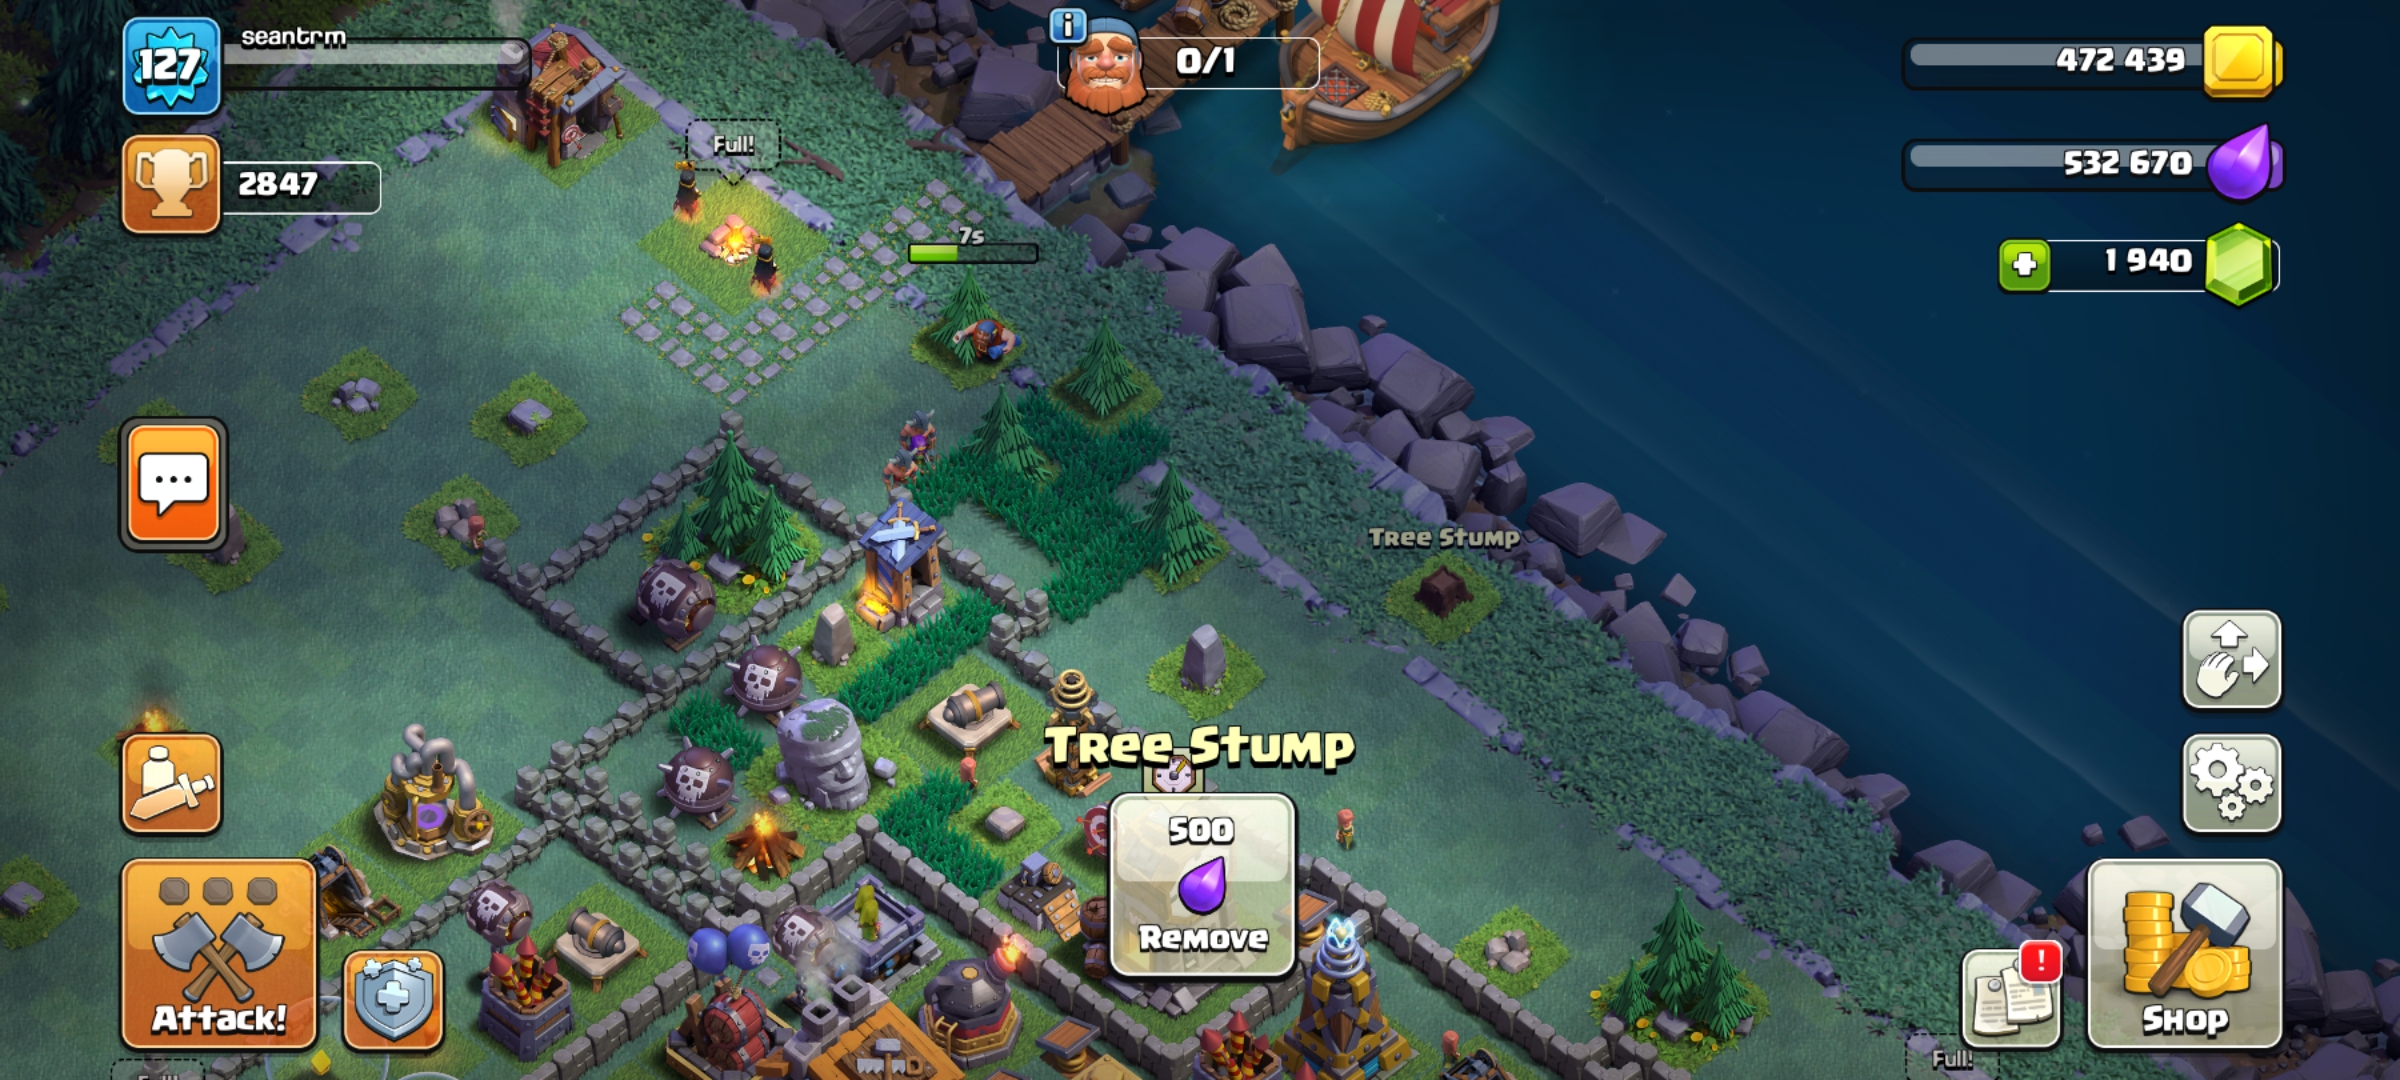 127
seantrm
i
0/1
472 439
Full!
2847
532 670
7s
1 940
Tree Stump
Tree Stump
500
Remove
!
Attack!
Shop
Full!